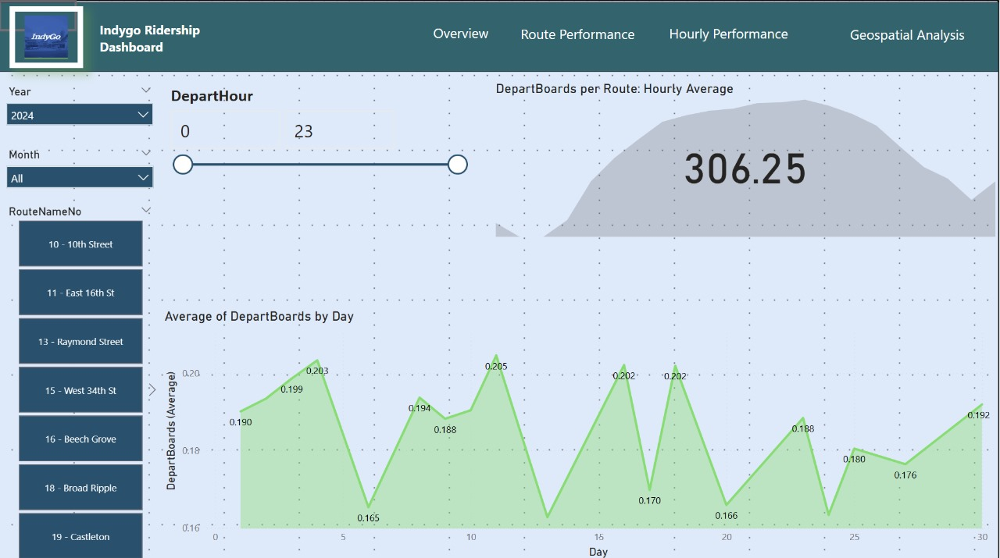 IndyGo
Indygo Ridership
Dashboard
Overview
Route Performance
Hourly Performance
Geospatial Analysis
Year
2024
Month
All
RouteNameNo
10 - 10th Street
11 - East 16th St
13 - Raymond Street
15 - West 34th St
16 - Beech Grove
18 - Broad Ripple
19 - Castleton
DepartHour
0
23
DepartBoards per Route: Hourly Average
306.25
Average of DepartBoards by Day
DepartBoards (Average)
0.20
0.18
0.16
0.190
0.199
0.203
0.165
0.194
0.188
0.205
0.202
0.170
0.202
0.166
0.188
0.180
0.176
0.192
0
5
10
15
20
25
30
Day